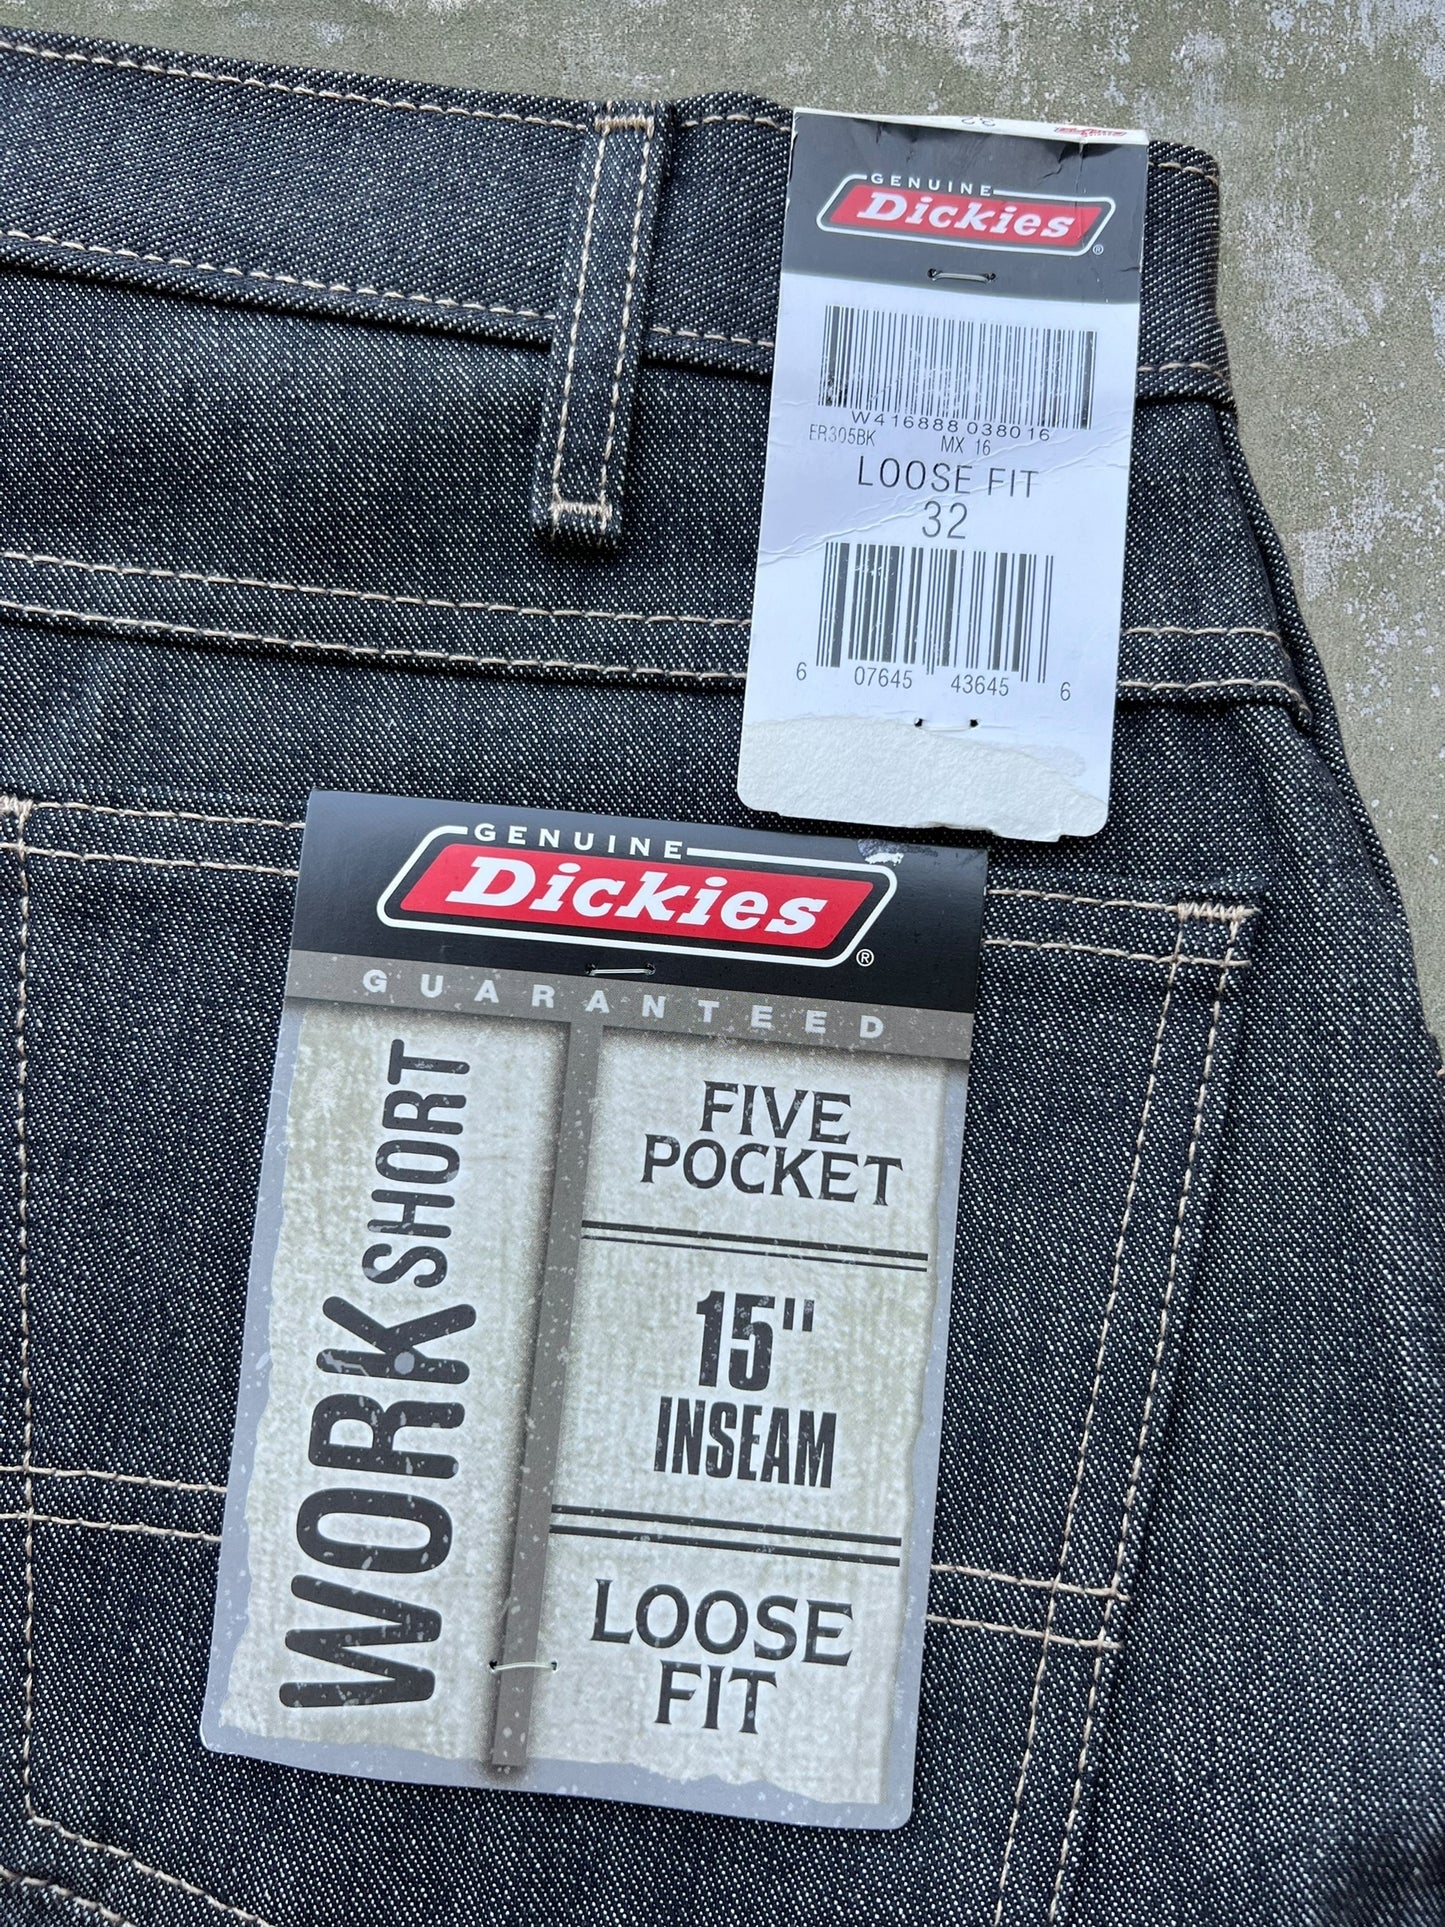 32
GENUINE
Dickies
®
W416888 038016
ER305BK MX 16
LOOSE FIT
32
6 07645 43645 6
GENUINE
Dickies
®
GUARANTEED
WORK SHORT
FIVE
POCKET
15"
INSEAM
LOOSE
FIT